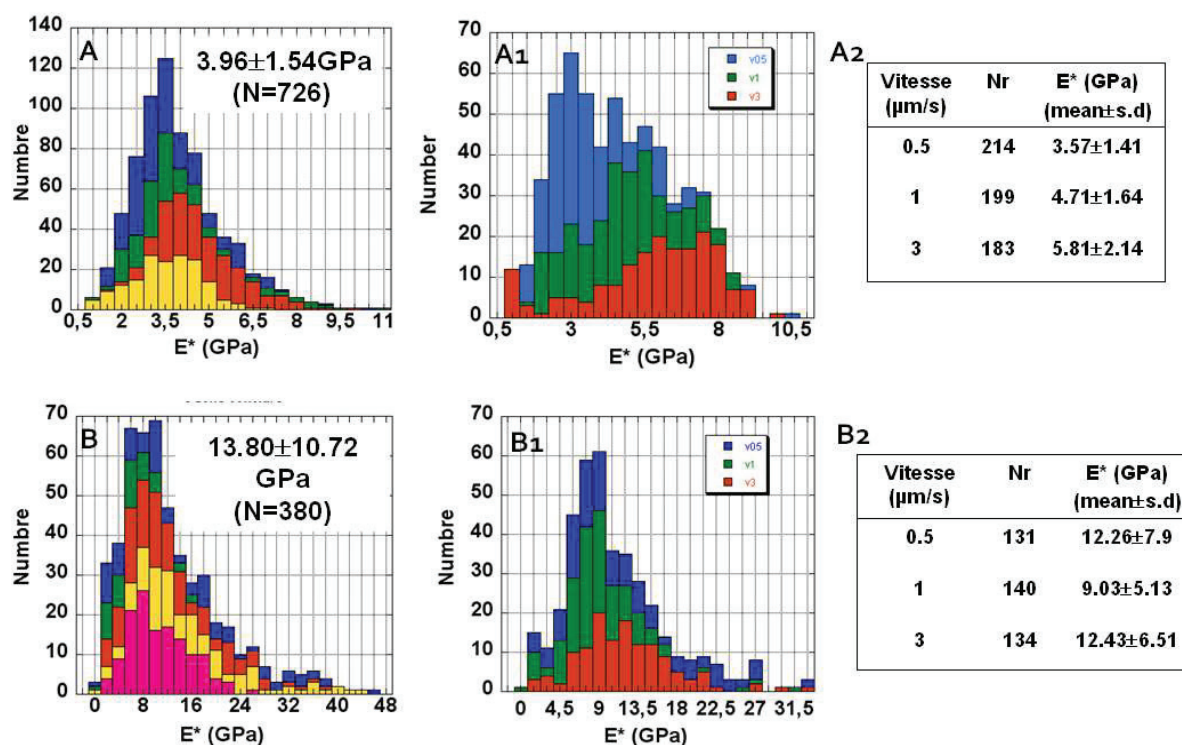 A
3.96±1.54GPa
(N=726)
Numbre
140
120
100
80
60
40
20
0
0,5 2 3,5 5 6,5 8 9,5 11
E* (GPa)
A1
v05
v1
v3
Number
70
60
50
40
30
20
10
0
0,5 3 5,5 8 10,5
E* (GPa)
A2
Vitesse Nr E* (GPa)
(µm/s) (mean±s.d)
0.5 214 3.57±1.41
1 199 4.71±1.64
3 183 5.81±2.14
B
13.80±10.72
GPa
(N=380)
Numbre
70
60
50
40
30
20
10
0
0 8 16 24 32 40 48
E* (GPa)
B1
v05
v1
v3
Numbre
70
60
50
40
30
20
10
0
0 4,5 9 13,5 18 22,5 27 31,5
E* (GPa)
B2
Vitesse Nr E* (GPa)
(µm/s) (mean±s.d)
0.5 131 12.26±7.9
1 140 9.03±5.13
3 134 12.43±6.51